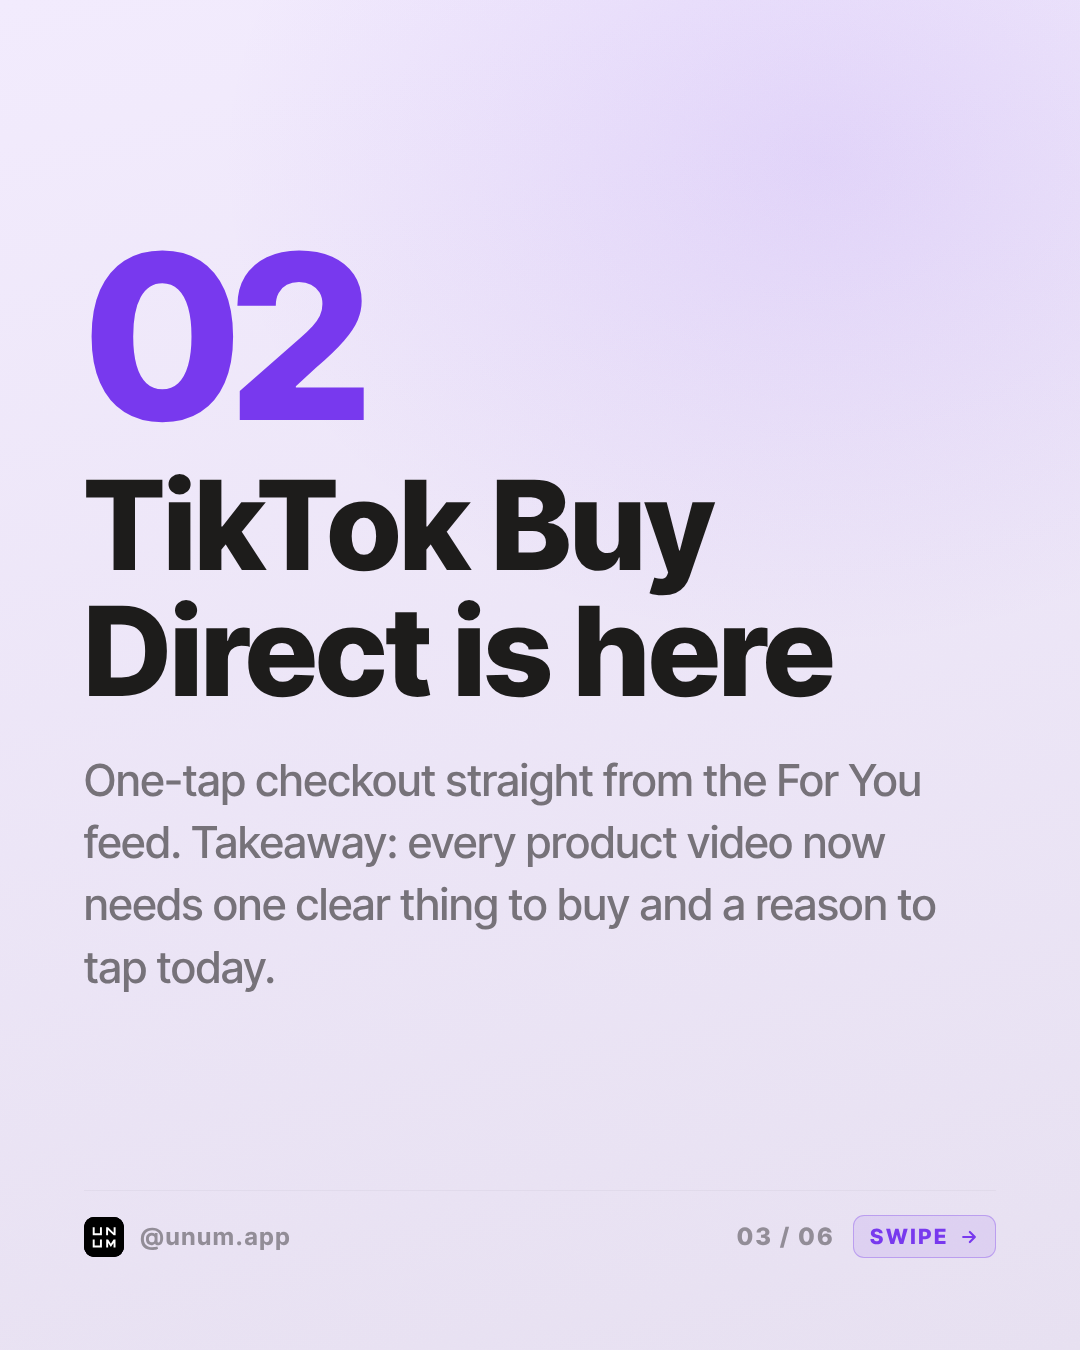 02
TikTok Buy
Direct is here
One-tap checkout straight from the For You
feed. Takeaway: every product video now
needs one clear thing to buy and a reason to
tap today.
UN
UM
@unum.app
03 / 06
SWIPE →